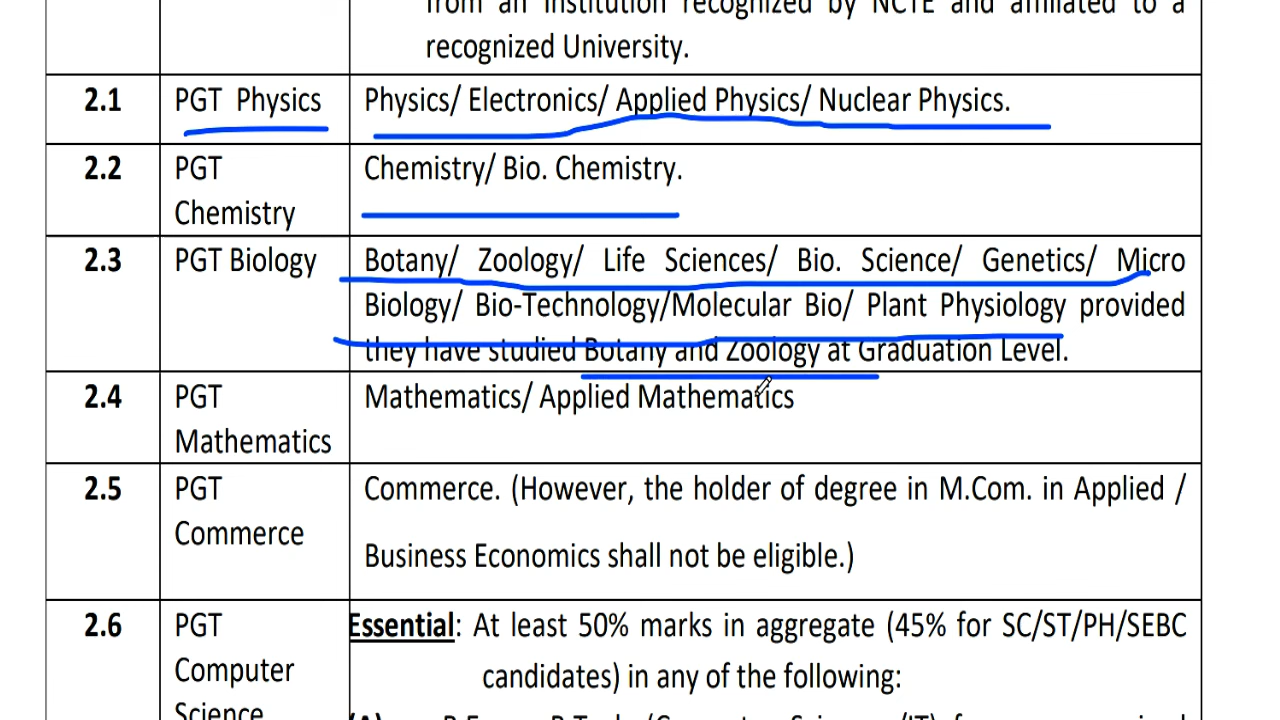 from an institution recognized by NCTE and affiliated to a
recognized University.
2.1 PGT Physics Physics/ Electronics/ Applied Physics/ Nuclear Physics.
2.2 PGT Chemistry/ Bio. Chemistry.
Chemistry
2.3 PGT Biology Botany/ Zoology/ Life Sciences/ Bio. Science/ Genetics/ Micro
Biology/ Bio-Technology/Molecular Bio/ Plant Physiology provided
they have studied Botany and Zoology at Graduation Level.
2.4 PGT Mathematics/ Applied Mathematics
Mathematics
2.5 PGT Commerce. (However, the holder of degree in M.Com. in Applied /
Commerce Business Economics shall not be eligible.)
2.6 PGT Essential: At least 50% marks in aggregate (45% for SC/ST/PH/SEBC
Computer candidates) in any of the following:
Science